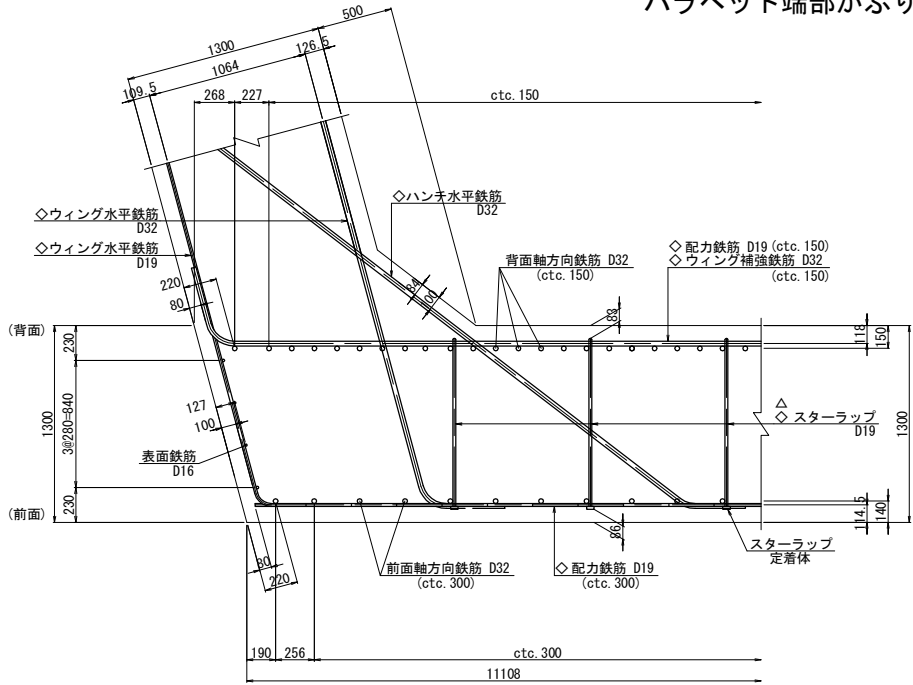 パラペット端部かぶり
500
1300
126.5
1064
109.5
268
227
ctc.150
◇ハンチ水平鉄筋
D32
◇ウィング水平鉄筋
D32
◇ウィング水平鉄筋
D19
背面軸方向鉄筋 D32
(ctc.150)
◇ 配力鉄筋 D19 (ctc.150)
◇ ウィング補強鉄筋 D32
(ctc.150)
220
80
84
100
83
118
150
(背面)
230
1300
3@280=840
230
(前面)
127
100
表面鉄筋
D16
△
◇ スターラップ
D19
1300
114.5
140
86
スターラップ
定着体
80
220
前面軸方向鉄筋 D32
(ctc.300)
◇ 配力鉄筋 D19
(ctc.300)
190
256
ctc.300
11108